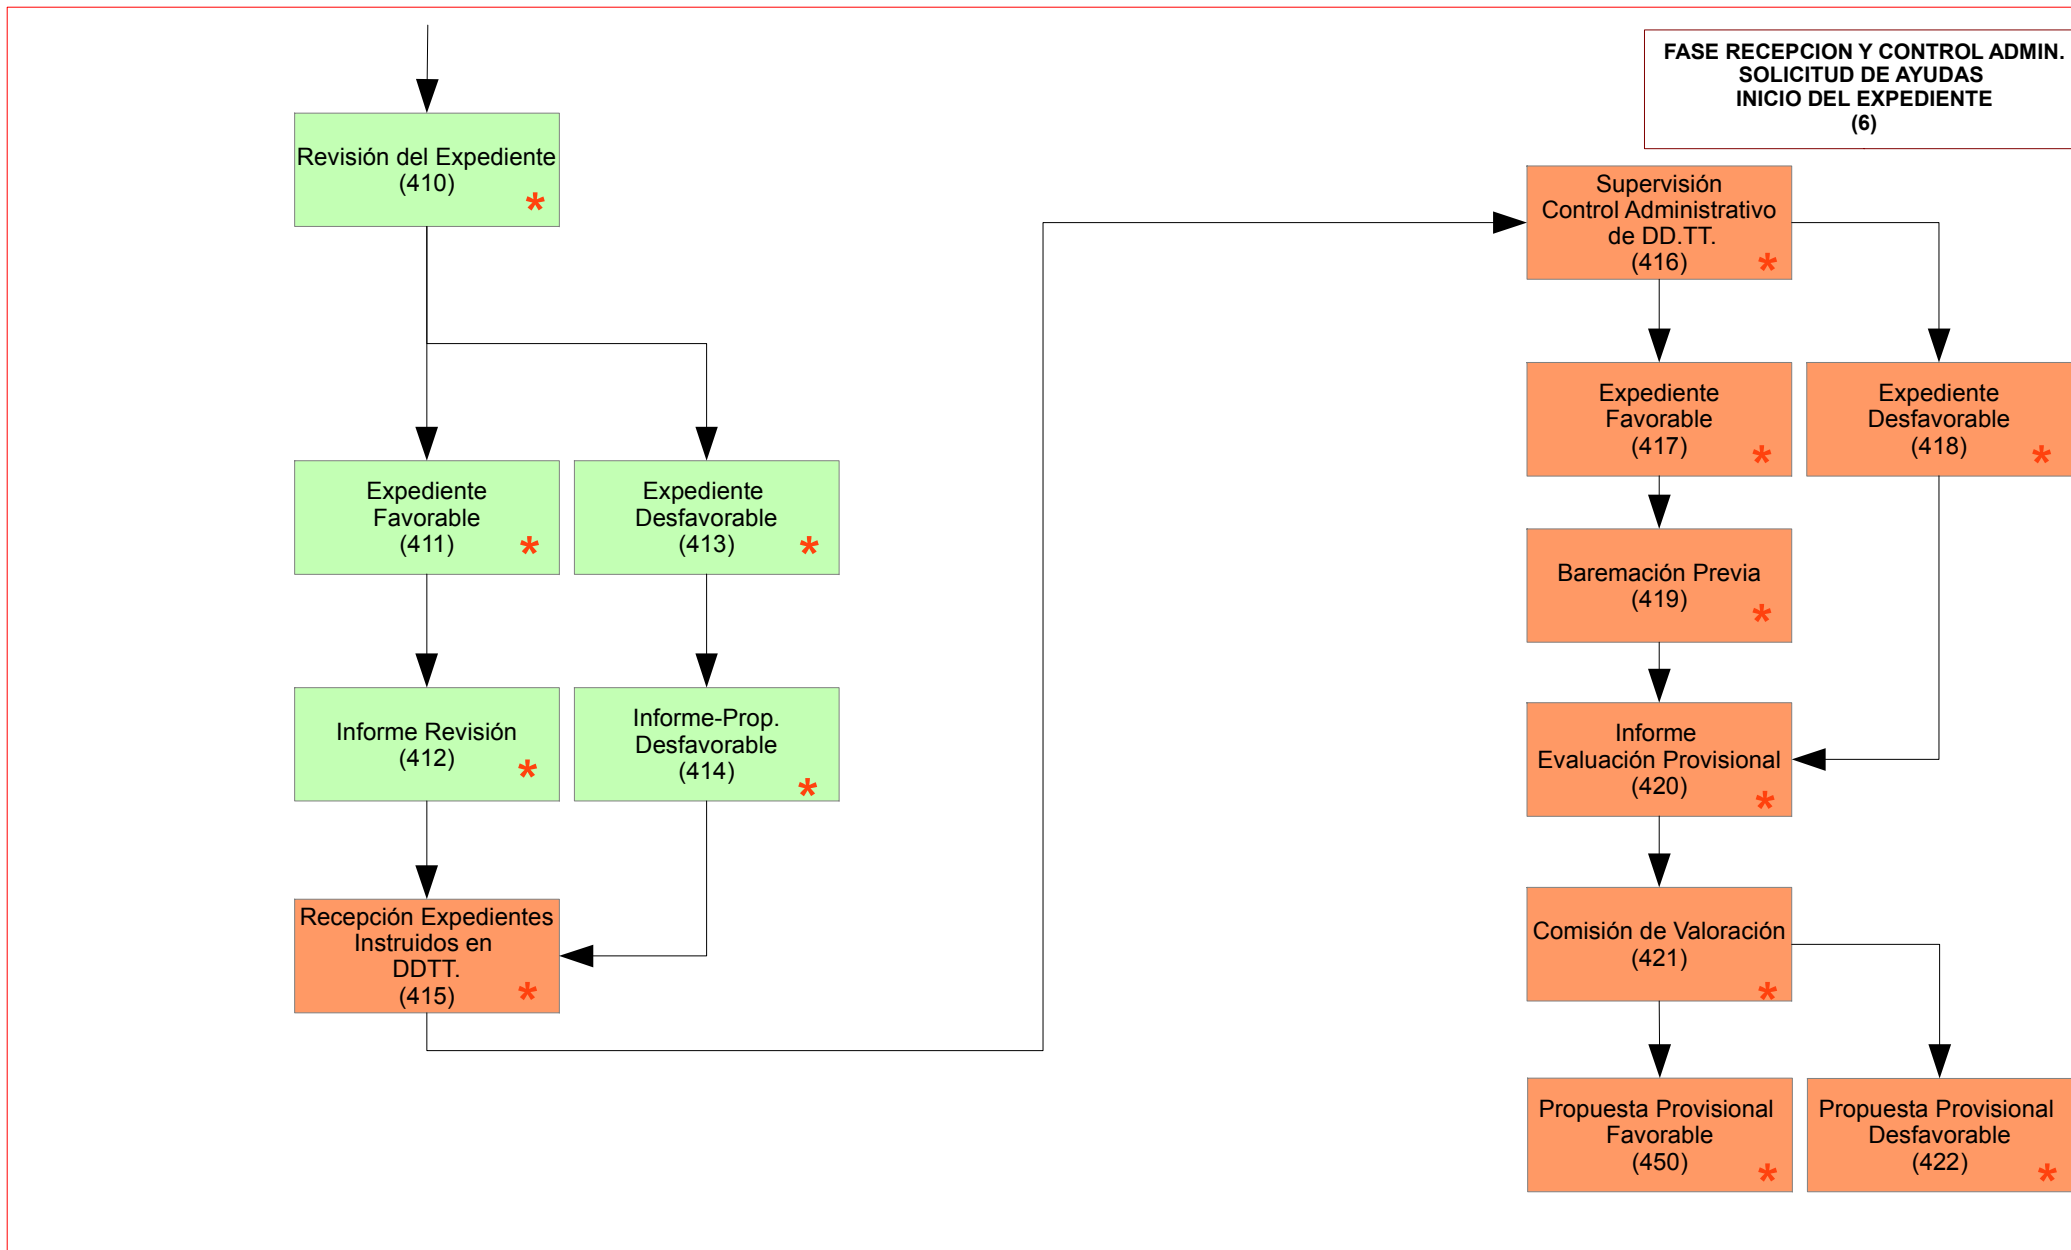 FASE RECEPCION Y CONTROL ADMIN.
SOLICITUD DE AYUDAS
INICIO DEL EXPEDIENTE
(6)
Revisión del Expediente
(410)
*
Expediente
Favorable
(411)
*
Expediente
Desfavorable
(413)
*
Informe Revisión
(412)
*
Informe-Prop.
Desfavorable
(414)
*
Recepción Expedientes
Instruidos en
DDTT.
(415)
*
Supervisión
Control Administrativo
de DD.TT.
(416)
*
Expediente
Favorable
(417)
*
Expediente
Desfavorable
(418)
*
Baremación Previa
(419)
*
Informe
Evaluación Provisional
(420)
*
Comisión de Valoración
(421)
*
Propuesta Provisional
Favorable
(450)
*
Propuesta Provisional
Desfavorable
(422)
*